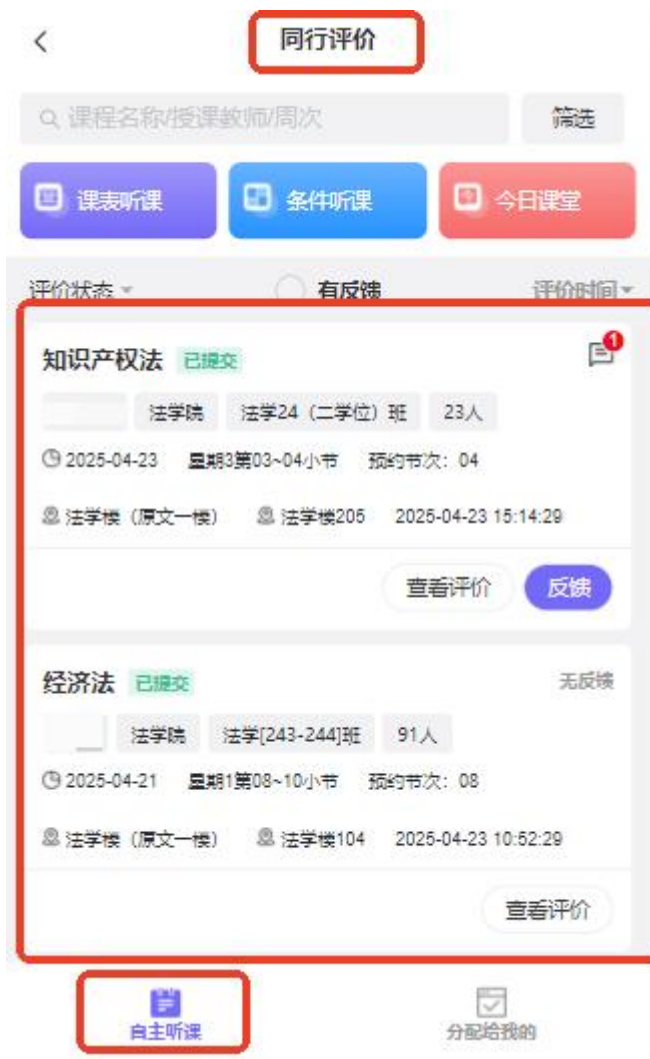 同行评价
课程名称/授课教师/周次 筛选
课表听课 条件听课 今日课堂
评价状态 有反馈 评价时间
知识产权法 已提交 1
法学院 法学24（二学位）班 23人
2025-04-23 星期3第03~04小节 预约节次：04
法学楼（原文一楼） 法学楼205 2025-04-23 15:14:29
查看评价 反馈
经济法 已提交 无反馈
法学院 法学[243-244]班 91人
2025-04-21 星期1第08~10小节 预约节次：08
法学楼（原文一楼） 法学楼104 2025-04-23 10:52:29
查看评价
自主听课 分配给我的